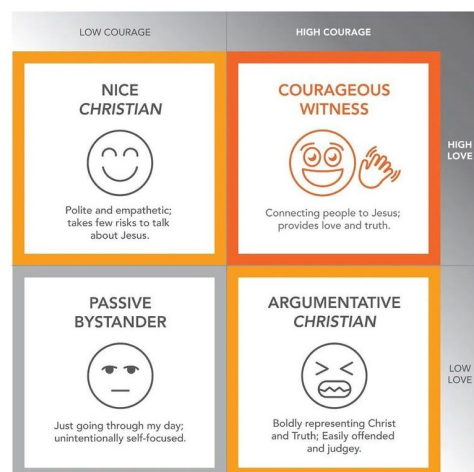 LOW COURAGE
HIGH COURAGE
NICE
CHRISTIAN
Polite and empathetic;
takes few risks to talk
about Jesus.
COURAGEOUS
WITNESS
Connecting people to Jesus;
provides love and truth.
HIGH
LOVE
PASSIVE
BYSTANDER
Just going through my day;
unintentionally self-focused.
ARGUMENTATIVE
CHRISTIAN
Boldly representing Christ
and Truth; Easily offended
and judgey.
LOW
LOVE